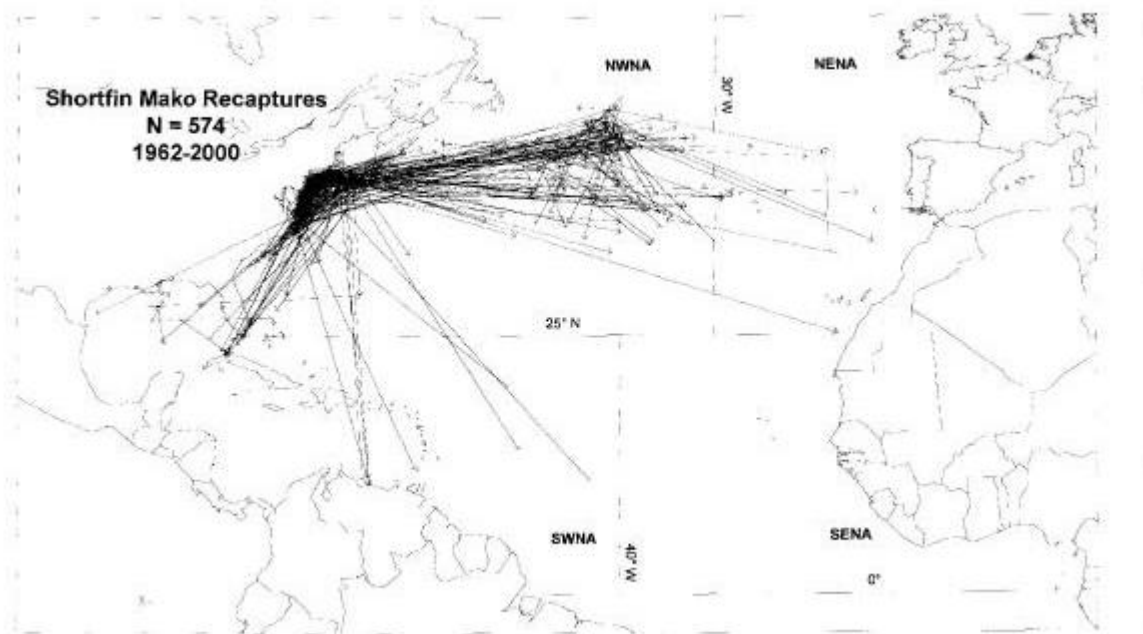 NWNA
NENA
30° W
Shortfin Mako Recaptures
N = 574
1962-2000
25° N
SWNA
40° W
SENA
0°